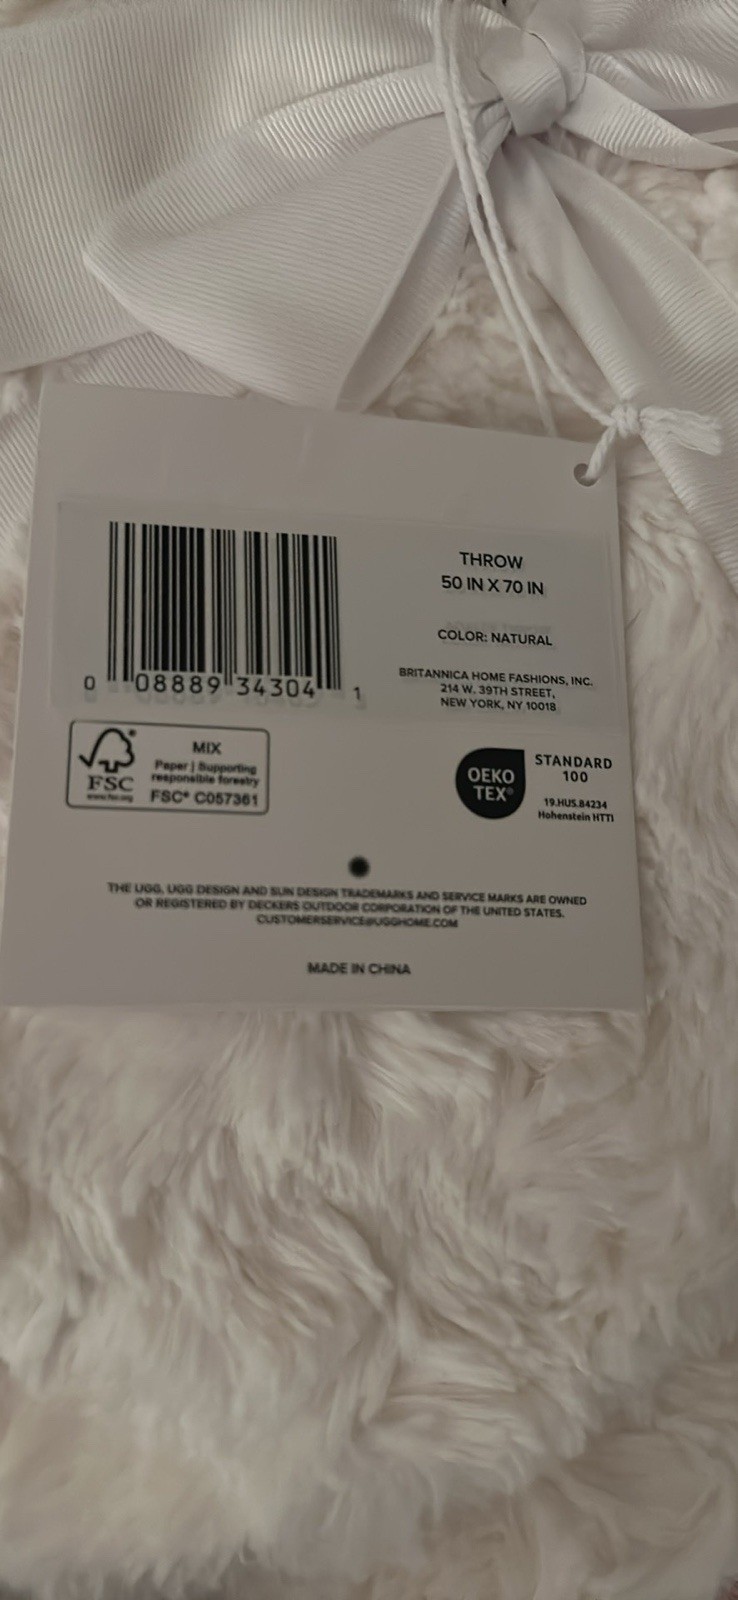 THROW
50 IN X 70 IN
COLOR: NATURAL
BRITANNICA HOME FASHIONS, INC.
214 W. 39TH STREET,
NEW YORK, NY 10018
0 08889 34304 1
FSC
www.fsc.org
MIX
Paper | Supporting
responsible forestry
FSC® C057361
OEKO
TEX®
STANDARD
100
19.HUS.84234
Hohenstein HTTI
THE UGG, UGG DESIGN AND SUN DESIGN TRADEMARKS AND SERVICE MARKS ARE OWNED
OR REGISTERED BY DECKERS OUTDOOR CORPORATION OF THE UNITED STATES.
CUSTOMERSERVICE@UGGHOME.COM
MADE IN CHINA